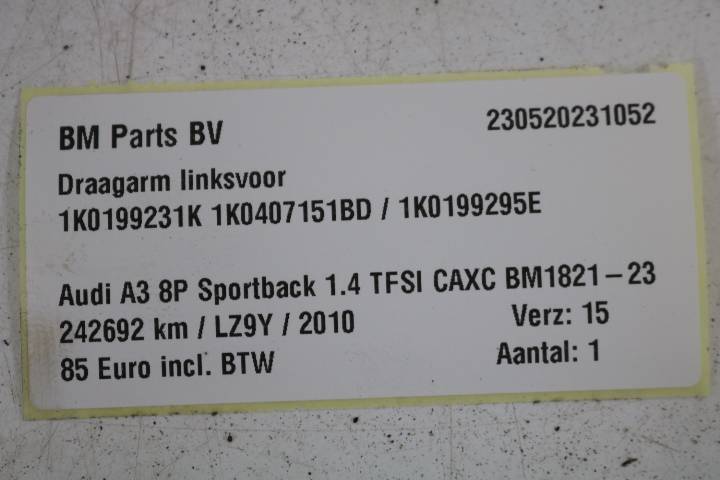 BM Parts BV 230520231052
Draagarm linksvoor
1K0199231K 1K0407151BD / 1K0199295E
Audi A3 8P Sportback 1.4 TFSI CAXC BM1821-23
242692 km / LZ9Y / 2010 Verz: 15
85 Euro incl. BTW Aantal: 1